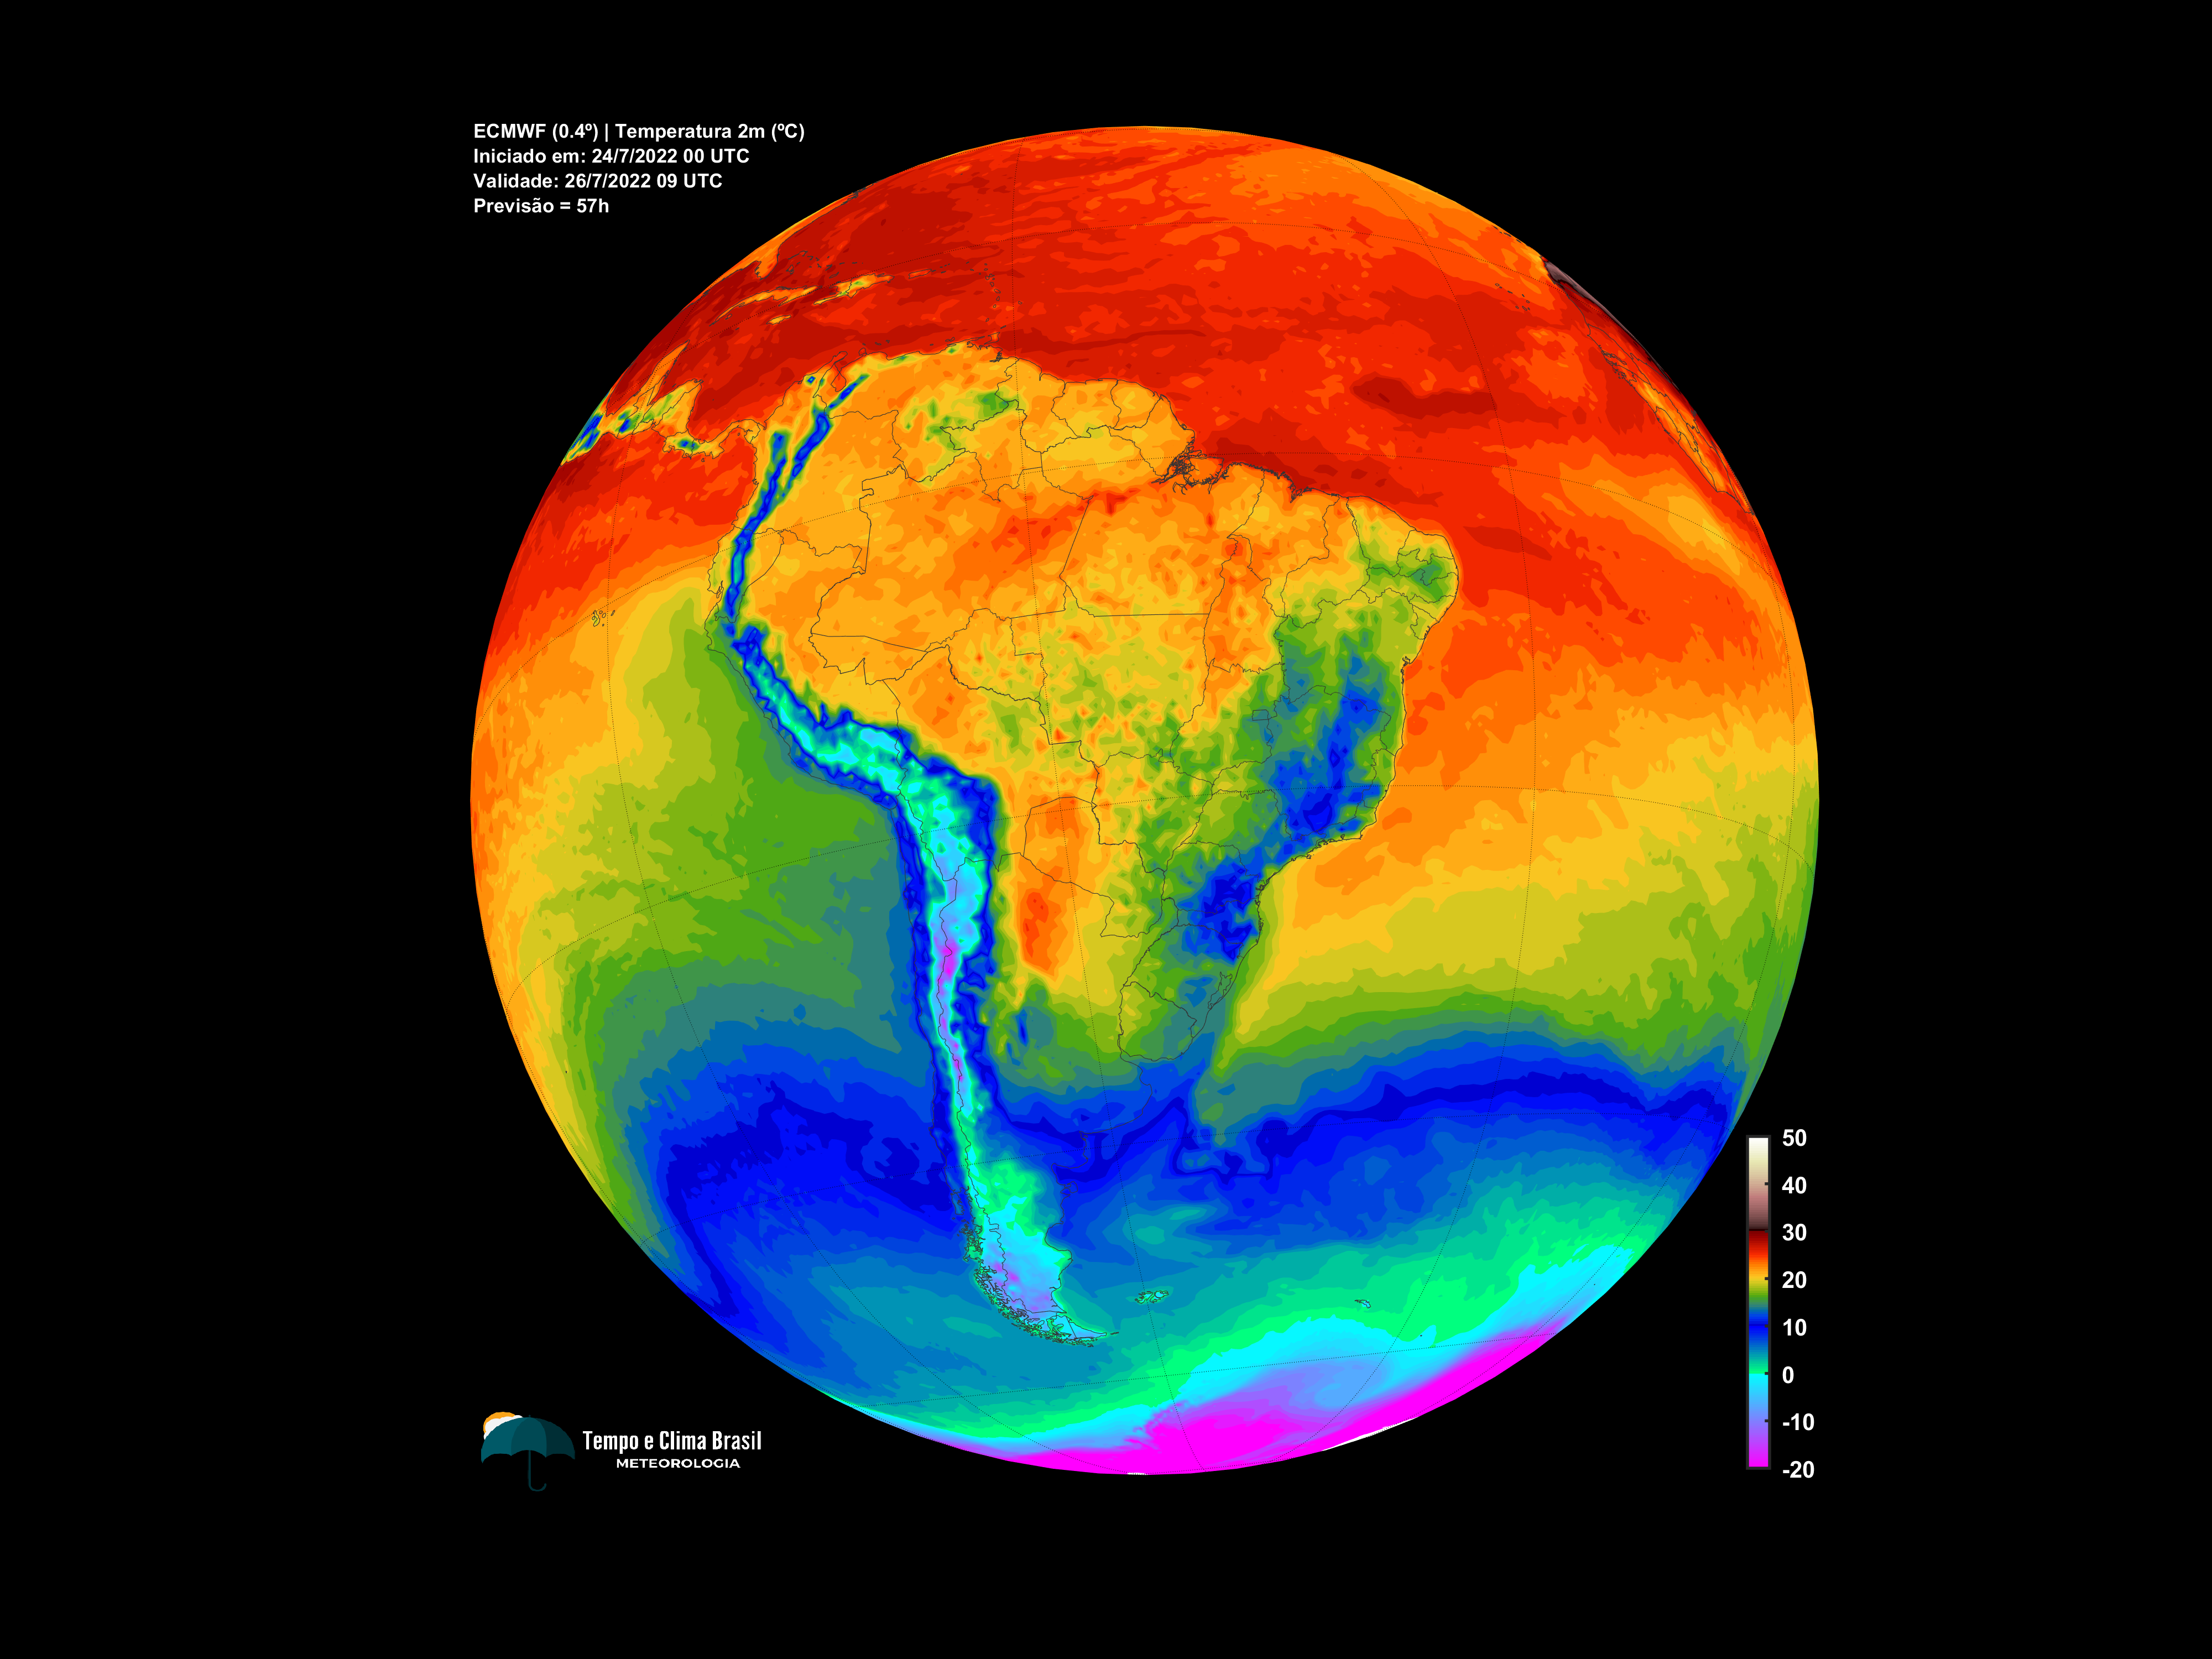 ECMWF (0.4º) | Temperatura 2m (ºC)
Iniciado em: 24/7/2022 00 UTC
Validade: 26/7/2022 09 UTC
Previsão = 57h
50
40
30
20
10
0
-10
-20
Tempo e Clima Brasil
METEOROLOGIA